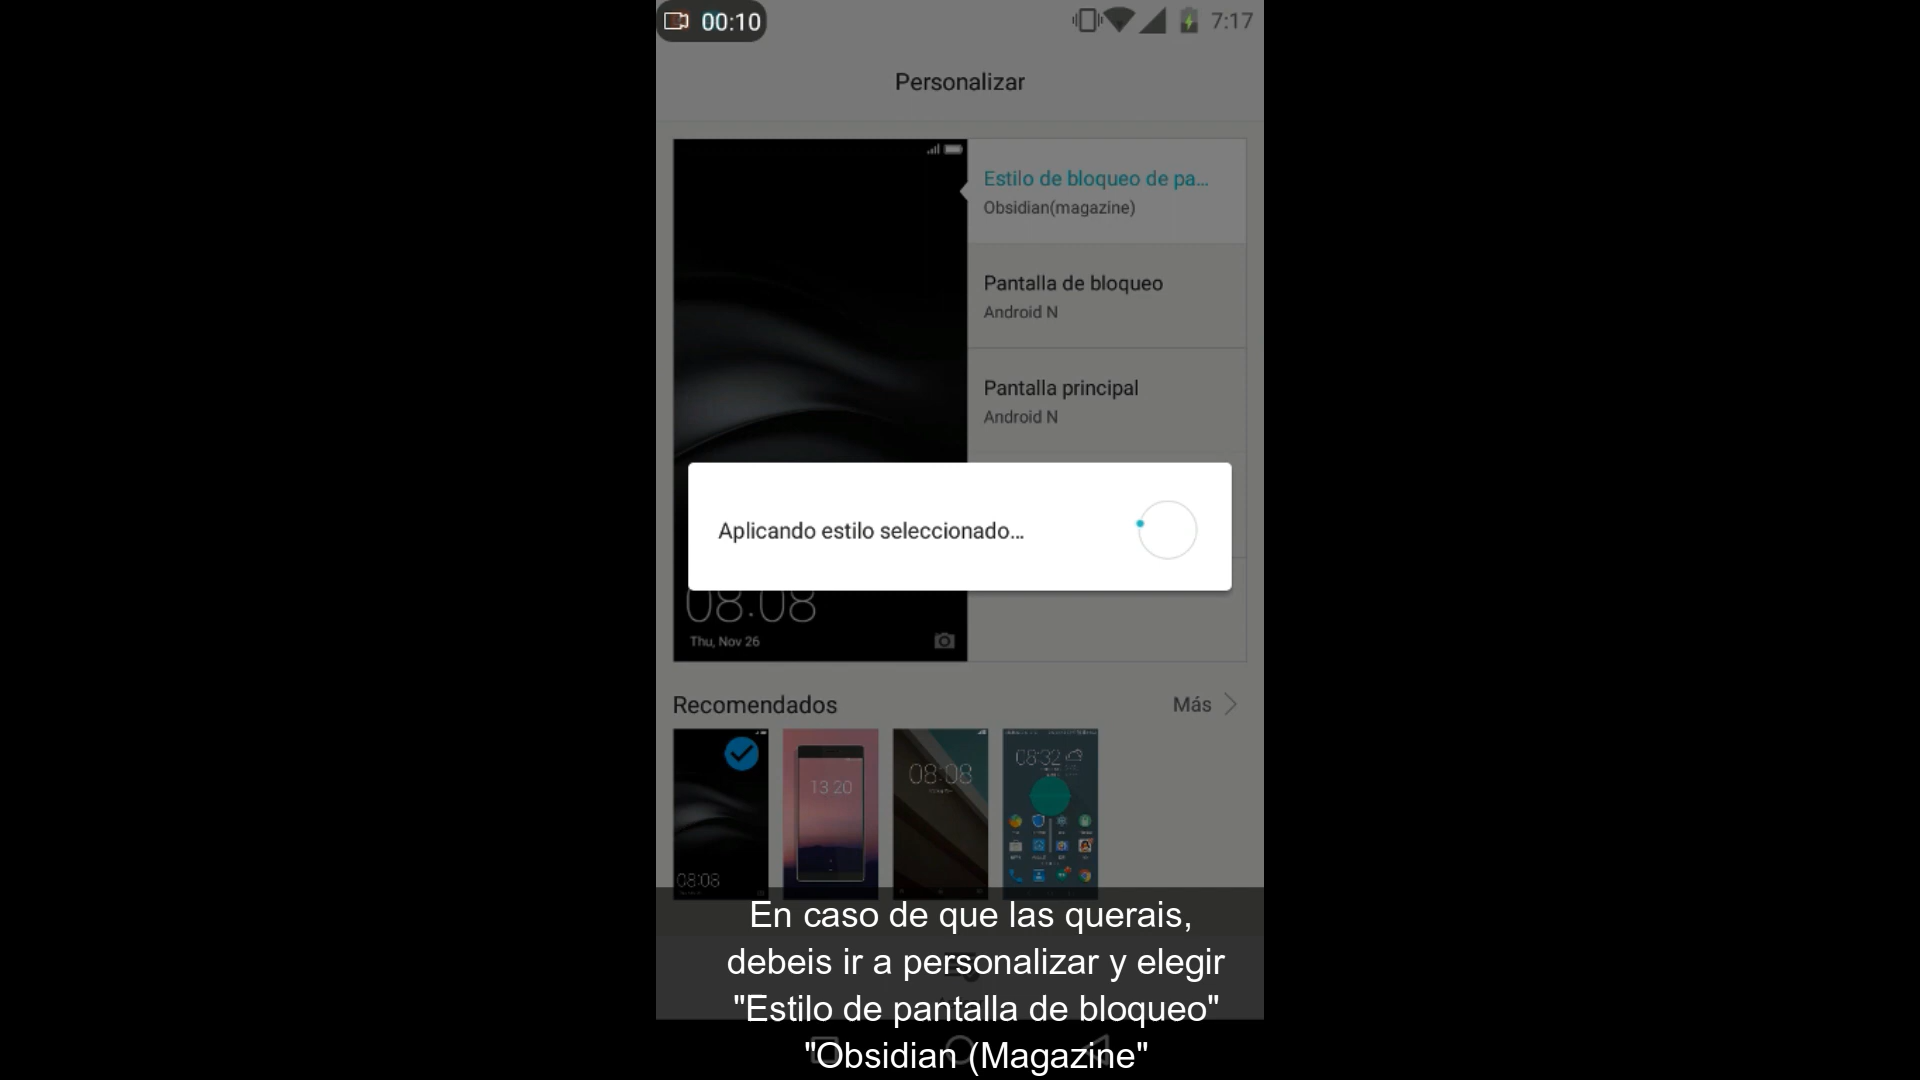 00:10
7:17
Personalizar
Estilo de bloqueo de pa...
Obsidian(magazine)
Pantalla de bloqueo
Android N
Pantalla principal
Android N
Aplicando estilo seleccionado...
08:08
Thu, Nov 26
Recomendados
Más
08:08
13 20
08:08
08:32
En caso de que las querais,
debeis ir a personalizar y elegir
"Estilo de pantalla de bloqueo"
"Obsidian (Magazine"